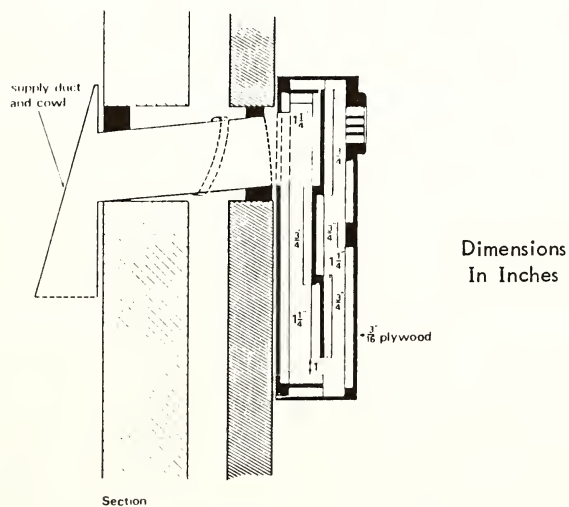 supply duct
and cowl
1 1/4"
3/4"
3/4"
3/4"
1 1/4"
3/4"
1 1/4"
1"
3/16" plywood
Dimensions
In Inches
Section